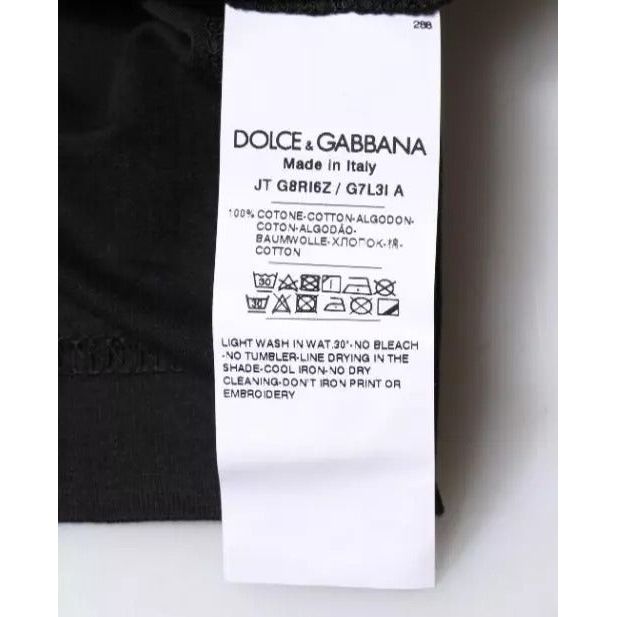 288
DOLCE & GABBANA
Made in Italy
JT G8RI6Z / G7L3I A
100% COTONE-COTTON-ALGODON-
COTON-ALGODÃO-
BAUMWOLLE-ХЛОПОК-棉-
COTTON
30
30
LIGHT WASH IN WAT.30°-NO BLEACH
-NO TUMBLER-LINE DRYING IN THE
SHADE-COOL IRON-NO DRY
CLEANING-DON'T IRON PRINT OR
EMBROIDERY